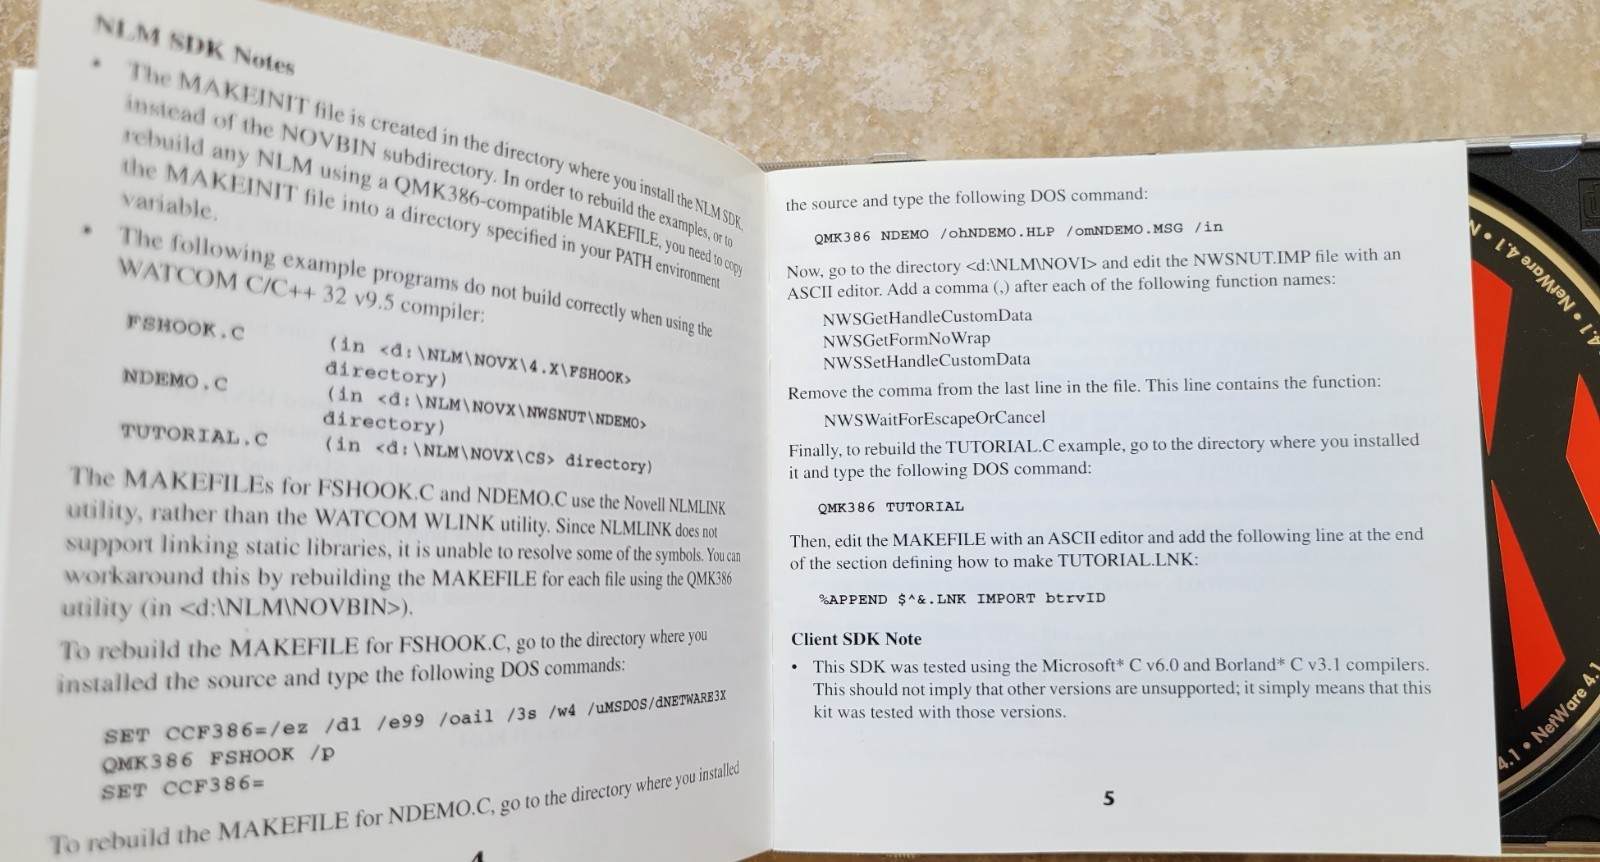 NLM SDK Notes
• The MAKEINIT file is created in the directory where you install the NLM SDK,
instead of the NOVBIN subdirectory. In order to rebuild the examples, or to
rebuild any NLM using a QMK386-compatible MAKEFILE, you need to copy
the MAKEINIT file into a directory specified in your PATH environment
variable.
• The following example programs do not build correctly when using the
WATCOM C/C++ 32 v9.5 compiler:
FSHOOK.C (in <d:\NLM\NOVX\4.X\FSHOOK>
directory)
NDEMO.C (in <d:\NLM\NOVX\NWSNUT\NDEMO>
directory)
TUTORIAL.C (in <d:\NLM\NOVX\CS> directory)
The MAKEFILEs for FSHOOK.C and NDEMO.C use the Novell NLMLINK
utility, rather than the WATCOM WLINK utility. Since NLMLINK does not
support linking static libraries, it is unable to resolve some of the symbols. You can
workaround this by rebuilding the MAKEFILE for each file using the QMK386
utility (in <d:\NLM\NOVBIN>).
To rebuild the MAKEFILE for FSHOOK.C, go to the directory where you
installed the source and type the following DOS commands:
SET CCF386=/ez /d1 /e99 /oail /3s /w4 /uMSDOS/dNETWARE3X
QMK386 FSHOOK /p
SET CCF386=
To rebuild the MAKEFILE for NDEMO.C, go to the directory where you installed
4
the source and type the following DOS command:
QMK386 NDEMO /ohNDEMO.HLP /omNDEMO.MSG /in
Now, go to the directory <d:\NLM\NOVI> and edit the NWSNUT.IMP file with an
ASCII editor. Add a comma (,) after each of the following function names:
NWSGetHandleCustomData
NWSGetFormNoWrap
NWSSetHandleCustomData
Remove the comma from the last line in the file. This line contains the function:
NWSWaitForEscapeOrCancel
Finally, to rebuild the TUTORIAL.C example, go to the directory where you installed
it and type the following DOS command:
QMK386 TUTORIAL
Then, edit the MAKEFILE with an ASCII editor and add the following line at the end
of the section defining how to make TUTORIAL.LNK:
%APPEND $^&.LNK IMPORT btrvID
Client SDK Note
• This SDK was tested using the Microsoft* C v6.0 and Borland* C v3.1 compilers.
This should not imply that other versions are unsupported; it simply means that this
kit was tested with those versions.
5
4.1 • NetWare 4.1 •
4.1 • NetWare 4.1